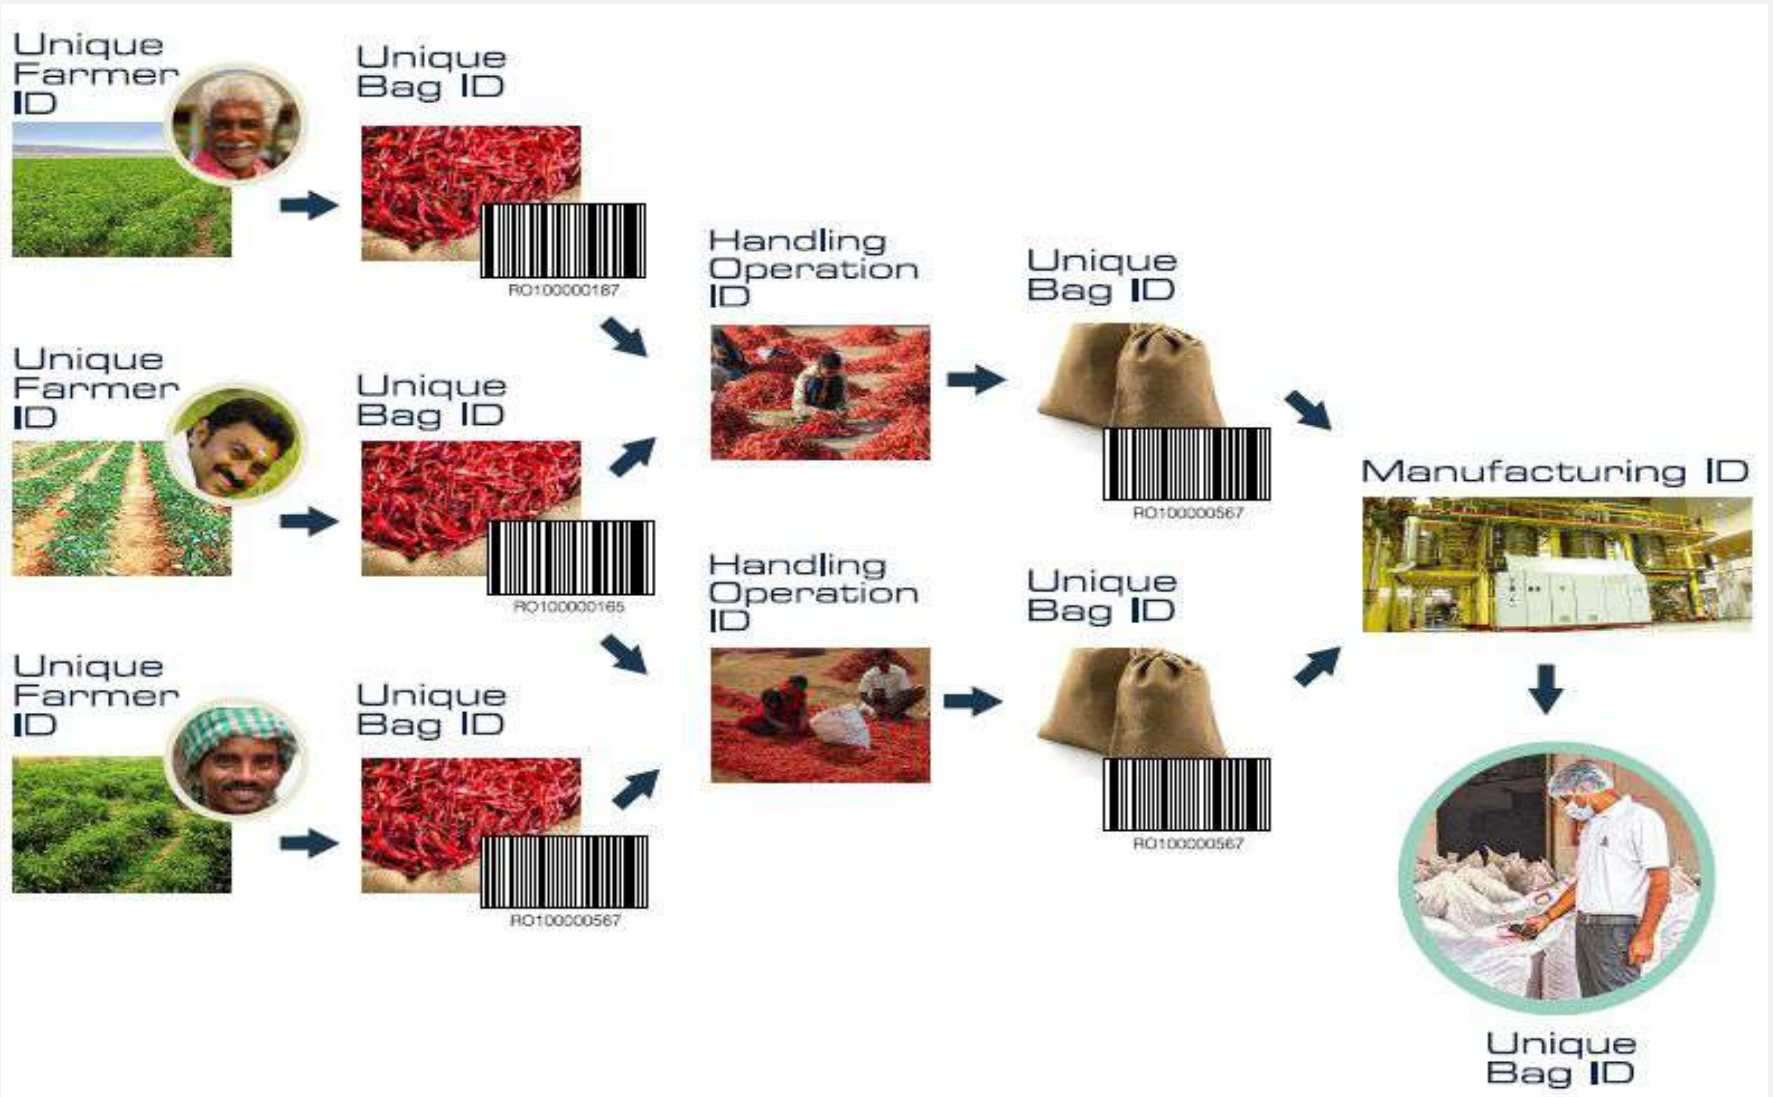 Unique
Farmer
ID
Unique
Bag ID
RO100000187
Unique
Farmer
ID
Unique
Bag ID
RO100000165
Unique
Farmer
ID
Unique
Bag ID
RO100000567
Handling
Operation
ID
Unique
Bag ID
RO100000567
Handling
Operation
ID
Unique
Bag ID
RO100000567
Manufacturing ID
Unique
Bag ID